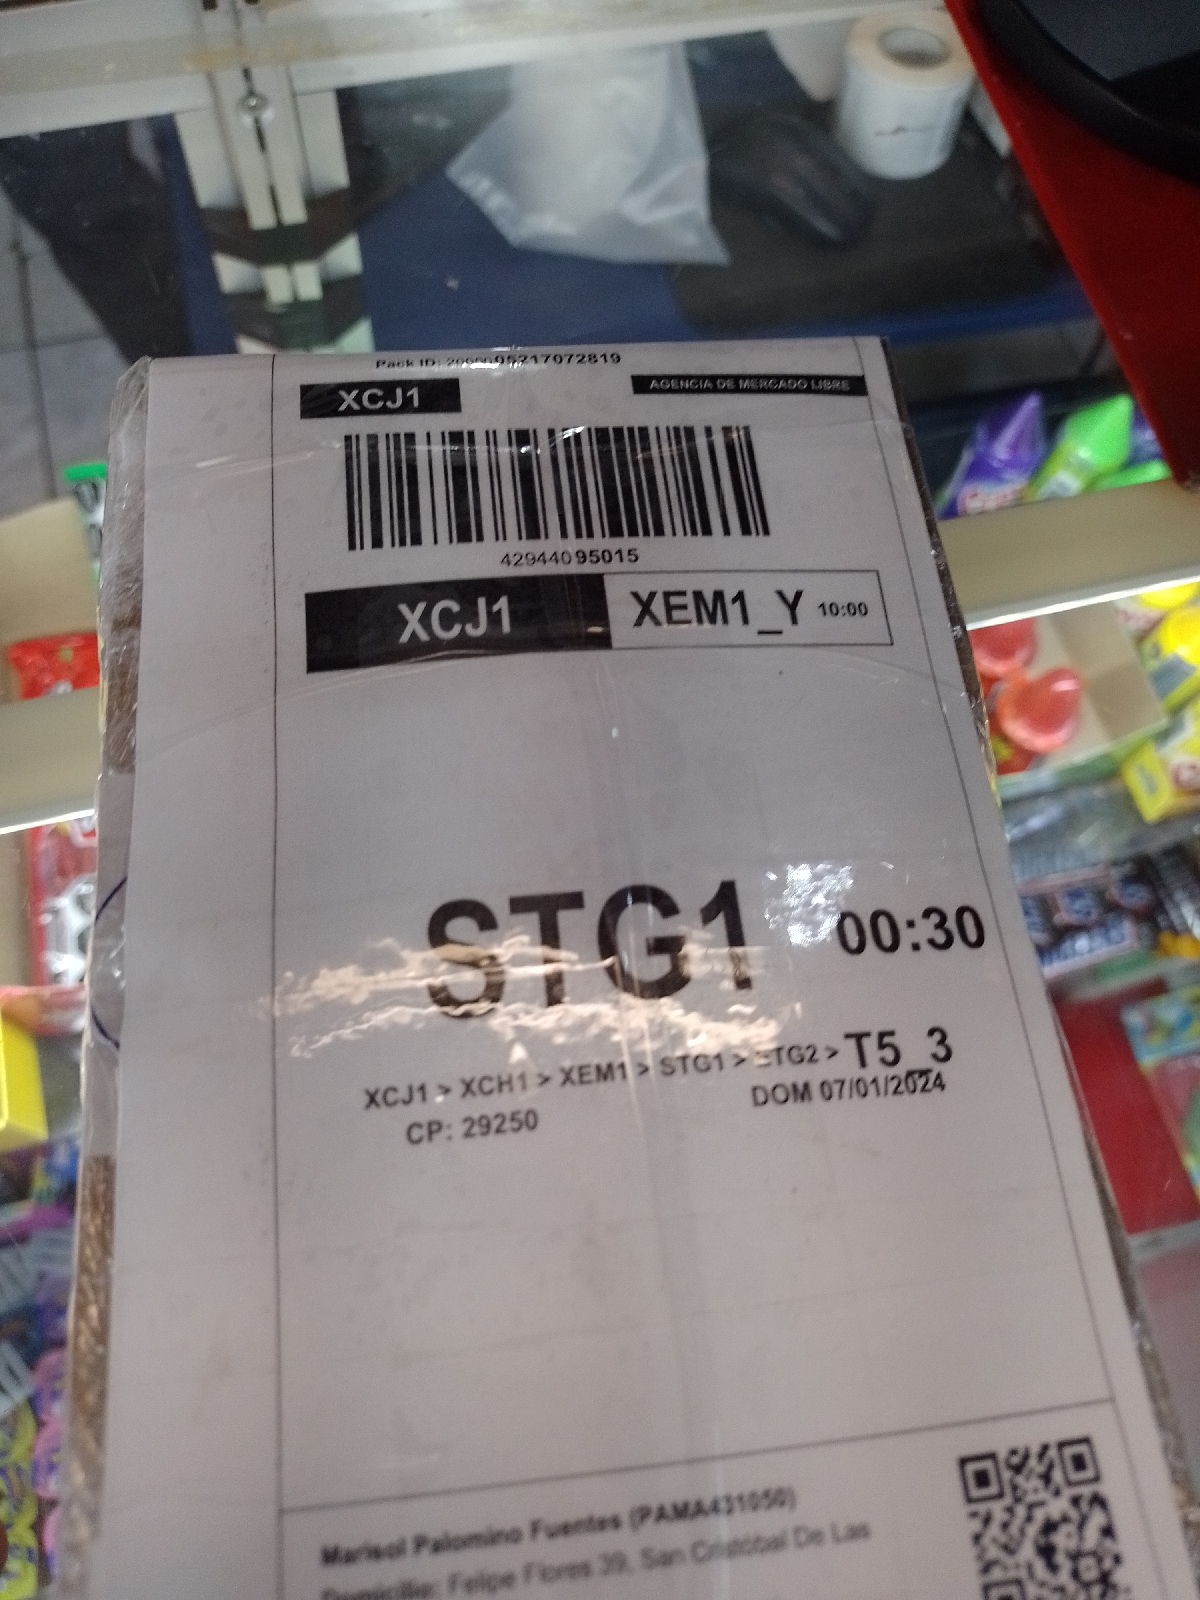 Pack ID: 2000005217072819
XCJ1
AGENCIA DE MERCADO LIBRE
42944095015
XCJ1
XEM1_Y 10:00
STG1 00:30
XCJ1 > XCH1 > XEM1 > STG1 > STG2 > T5_3
CP: 29250
DOM 07/01/2024
Marisol Palomino Fuentes (PAMA431050)
Domicilio: Felipe Flores 39, San Cristóbal De Las